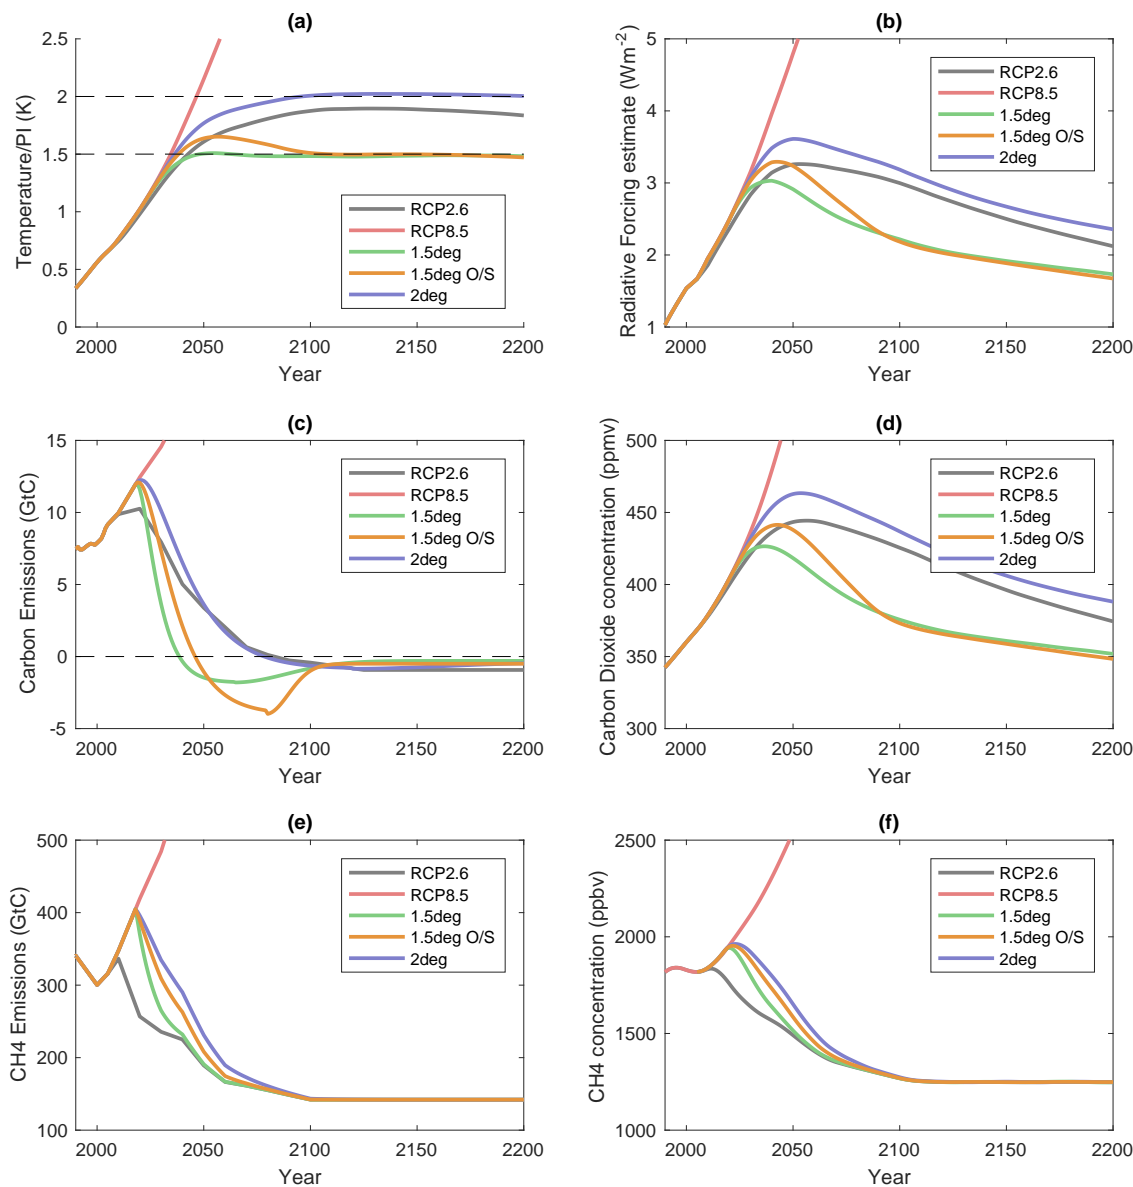 (a)
2.5
2
1.5
1
0.5
0
Temperature/PI (K)
2000 2050 2100 2150 2200
Year
RCP2.6
RCP8.5
1.5deg
1.5deg O/S
2deg
(b)
5
4
3
2
1
Radiative Forcing estimate (Wm-2)
2000 2050 2100 2150 2200
Year
RCP2.6
RCP8.5
1.5deg
1.5deg O/S
2deg
(c)
15
10
5
0
-5
Carbon Emissions (GtC)
2000 2050 2100 2150 2200
Year
RCP2.6
RCP8.5
1.5deg
1.5deg O/S
2deg
(d)
500
450
400
350
300
Carbon Dioxide concentration (ppmv)
2000 2050 2100 2150 2200
Year
RCP2.6
RCP8.5
1.5deg
1.5deg O/S
2deg
(e)
500
400
300
200
100
CH4 Emissions (GtC)
2000 2050 2100 2150 2200
Year
RCP2.6
RCP8.5
1.5deg
1.5deg O/S
2deg
(f)
2500
2000
1500
1000
CH4 concentration (ppbv)
2000 2050 2100 2150 2200
Year
RCP2.6
RCP8.5
1.5deg
1.5deg O/S
2deg